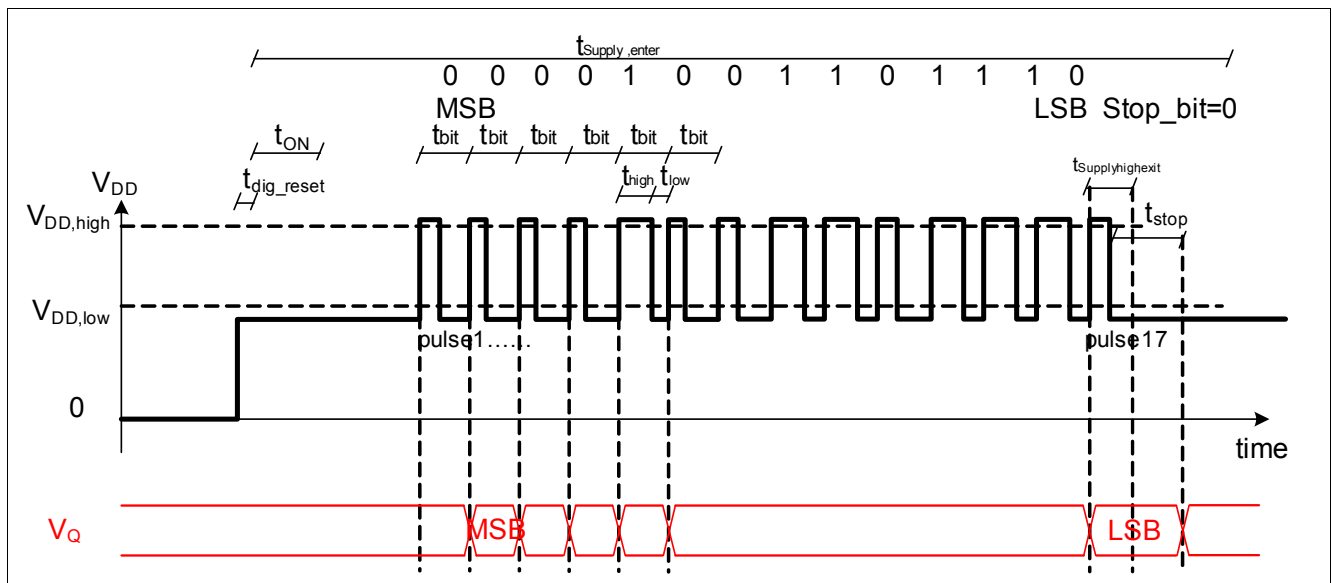 tSupply,enter
0 0 0 0 1 0 0 1 1 0 1 1 1 0
MSB LSB Stop_bit=0
tON tbit tbit tbit tbit tbit tbit
tSupplyhighexit
tdig_reset thigh tlow
VDD
VDD,high tstop
VDD,low
pulse1...... pulse17
0
time
VQ MSB LSB